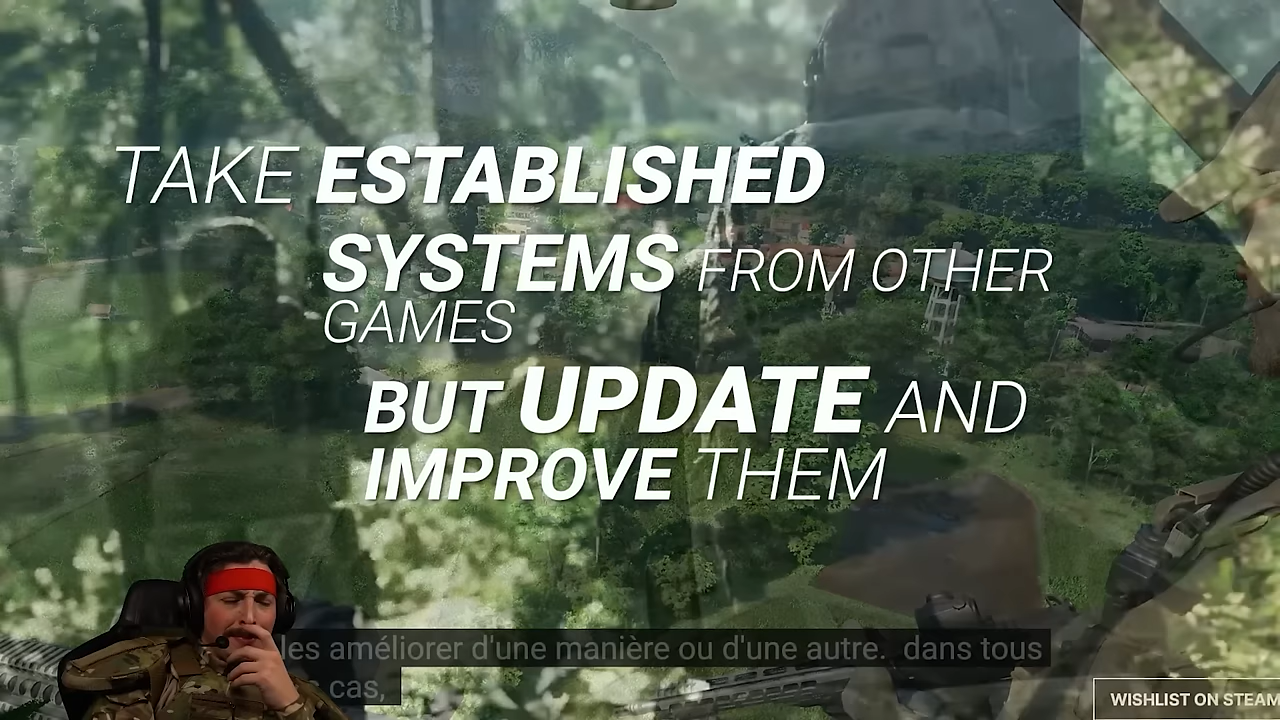 TAKE ESTABLISHED
SYSTEMS FROM OTHER
GAMES
BUT UPDATE AND
IMPROVE THEM
les améliorer d'une manière ou d'une autre. dans tous
cas,
WISHLIST ON STEAM